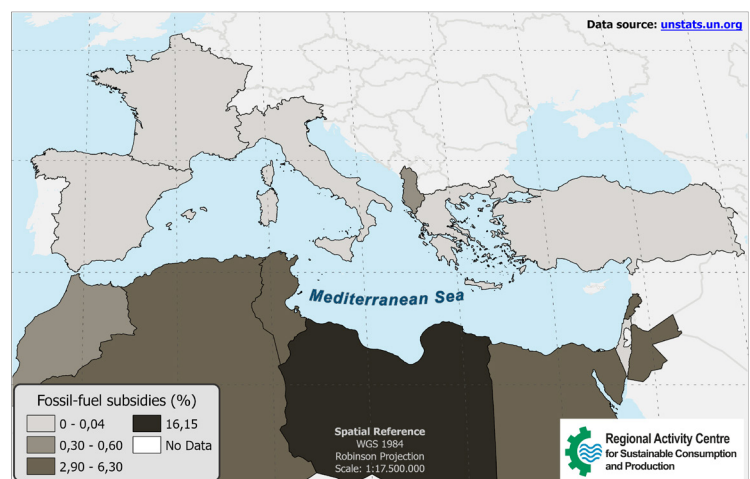 Data source: unstats.un.org
Mediterranean Sea
Fossil-fuel subsidies (%)
0 - 0,04
16,15
0,30 - 0,60
No Data
2,90 - 6,30
Spatial Reference
WGS 1984
Robinson Projection
Scale: 1:17.500.000
Regional Activity Centre
for Sustainable Consumption
and Production